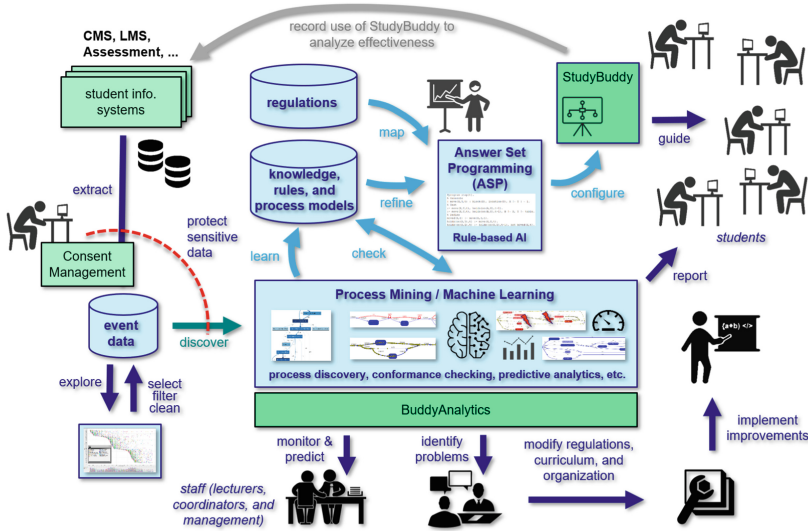 CMS, LMS,
Assessment, ...
student info.
systems
record use of StudyBuddy to
analyze effectiveness
StudyBuddy
regulations
map
guide
knowledge,
rules, and
process models
refine
Answer Set
Programming
(ASP)
Rule-based AI
configure
extract
protect
sensitive
data
students
Consent
Management
learn
check
report
event
data
discover
Process Mining / Machine Learning
process discovery, conformance checking, predictive analytics, etc.
{a*b} </>
explore
select
filter
clean
BuddyAnalytics
monitor &
predict
identify
problems
modify regulations,
curriculum, and
organization
implement
improvements
staff (lecturers,
coordinators, and
management)